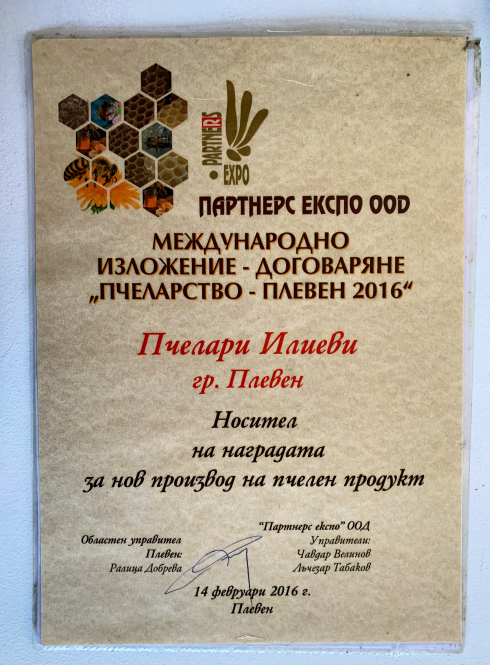 • PARTNERS
EXPO
ПАРТНЕРС ЕКСПО OOD
МЕЖДУНАРОДНО
ИЗЛОЖЕНИЕ - ДОГОВАРЯНЕ
„ПЧЕЛАРСТВО - ПЛЕВЕН 2016“
Пчелари Илиеви
гр. Плевен
Носител
на наградата
за нов производ на пчелен продукт
Областен управител
Плевен:
Ралица Добрева
“Партнерс експо” ООД
Управители:
Чавдар Велинов
Льчезар Табаков
14 февруари 2016 г.
Плевен